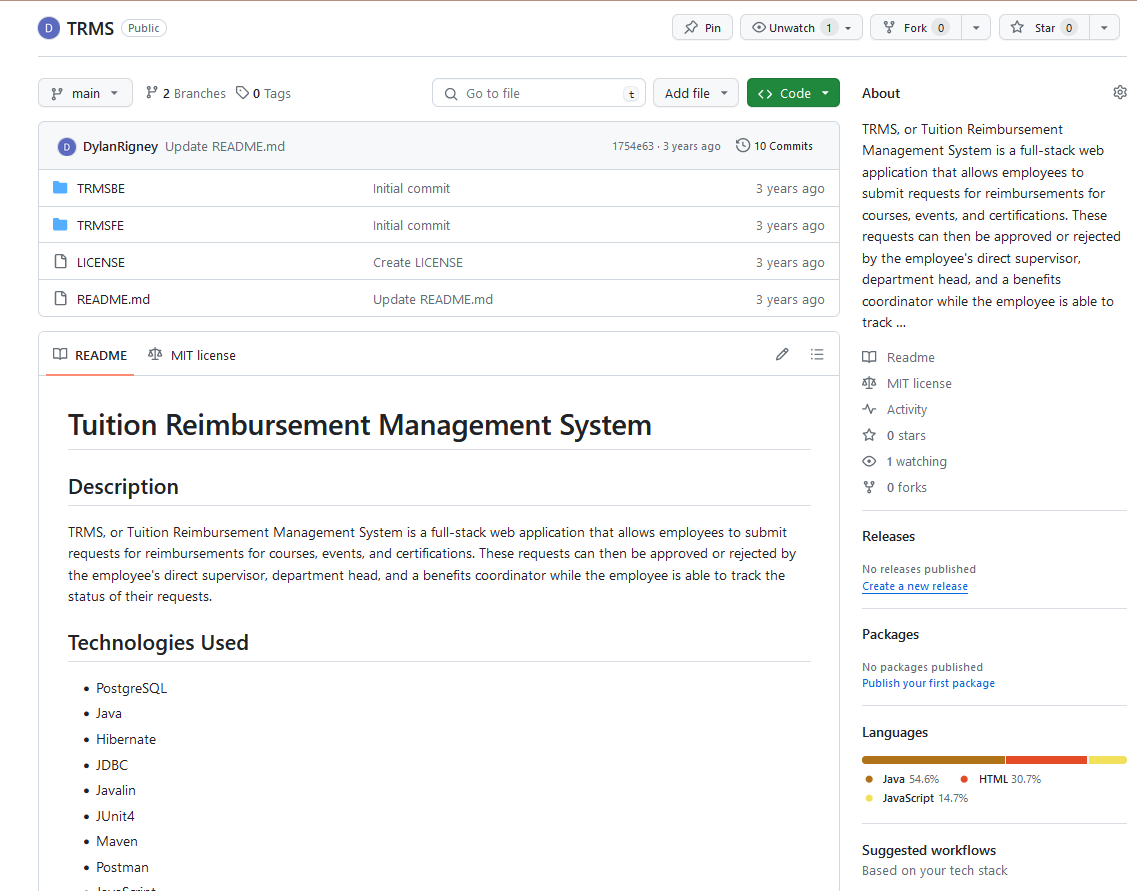 D TRMS Public Pin Unwatch 1 Fork 0 Star 0
main 2 Branches 0 Tags Go to file t Add file Code
D DylanRigney Update README.md 1754e63 · 3 years ago 10 Commits
TRMSBE Initial commit 3 years ago
TRMSFE Initial commit 3 years ago
LICENSE Create LICENSE 3 years ago
README.md Update README.md 3 years ago
README MIT license
Tuition Reimbursement Management System
Description
TRMS, or Tuition Reimbursement Management System is a full-stack web application that allows employees to submit
requests for reimbursements for courses, events, and certifications. These requests can then be approved or rejected by
the employee's direct supervisor, department head, and a benefits coordinator while the employee is able to track the
status of their requests.
Technologies Used
• PostgreSQL
• Java
• Hibernate
• JDBC
• Javalin
• JUnit4
• Maven
• Postman
• JavaScript
About
TRMS, or Tuition Reimbursement
Management System is a full-stack web
application that allows employees to
submit requests for reimbursements for
courses, events, and certifications. These
requests can then be approved or rejected
by the employee's direct supervisor,
department head, and a benefits
coordinator while the employee is able to
track ...
Readme
MIT license
Activity
0 stars
1 watching
0 forks
Releases
No releases published
Create a new release
Packages
No packages published
Publish your first package
Languages
Java 54.6% HTML 30.7%
JavaScript 14.7%
Suggested workflows
Based on your tech stack